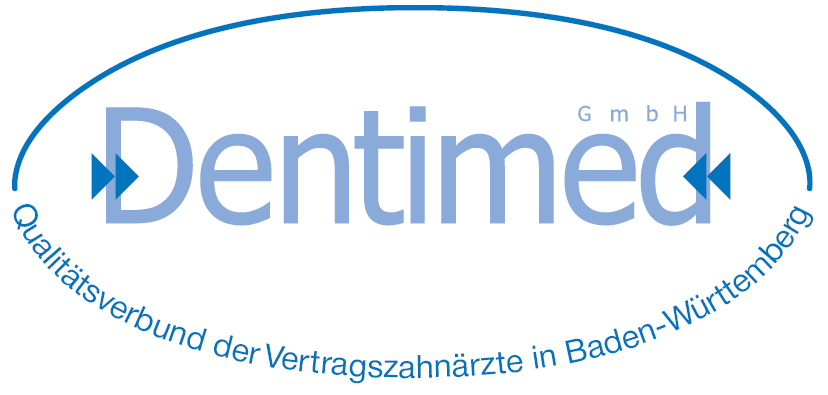 GmbH
Dentimed
Qualitätsverbund der Vertragszahnärzte in Baden-Württemberg